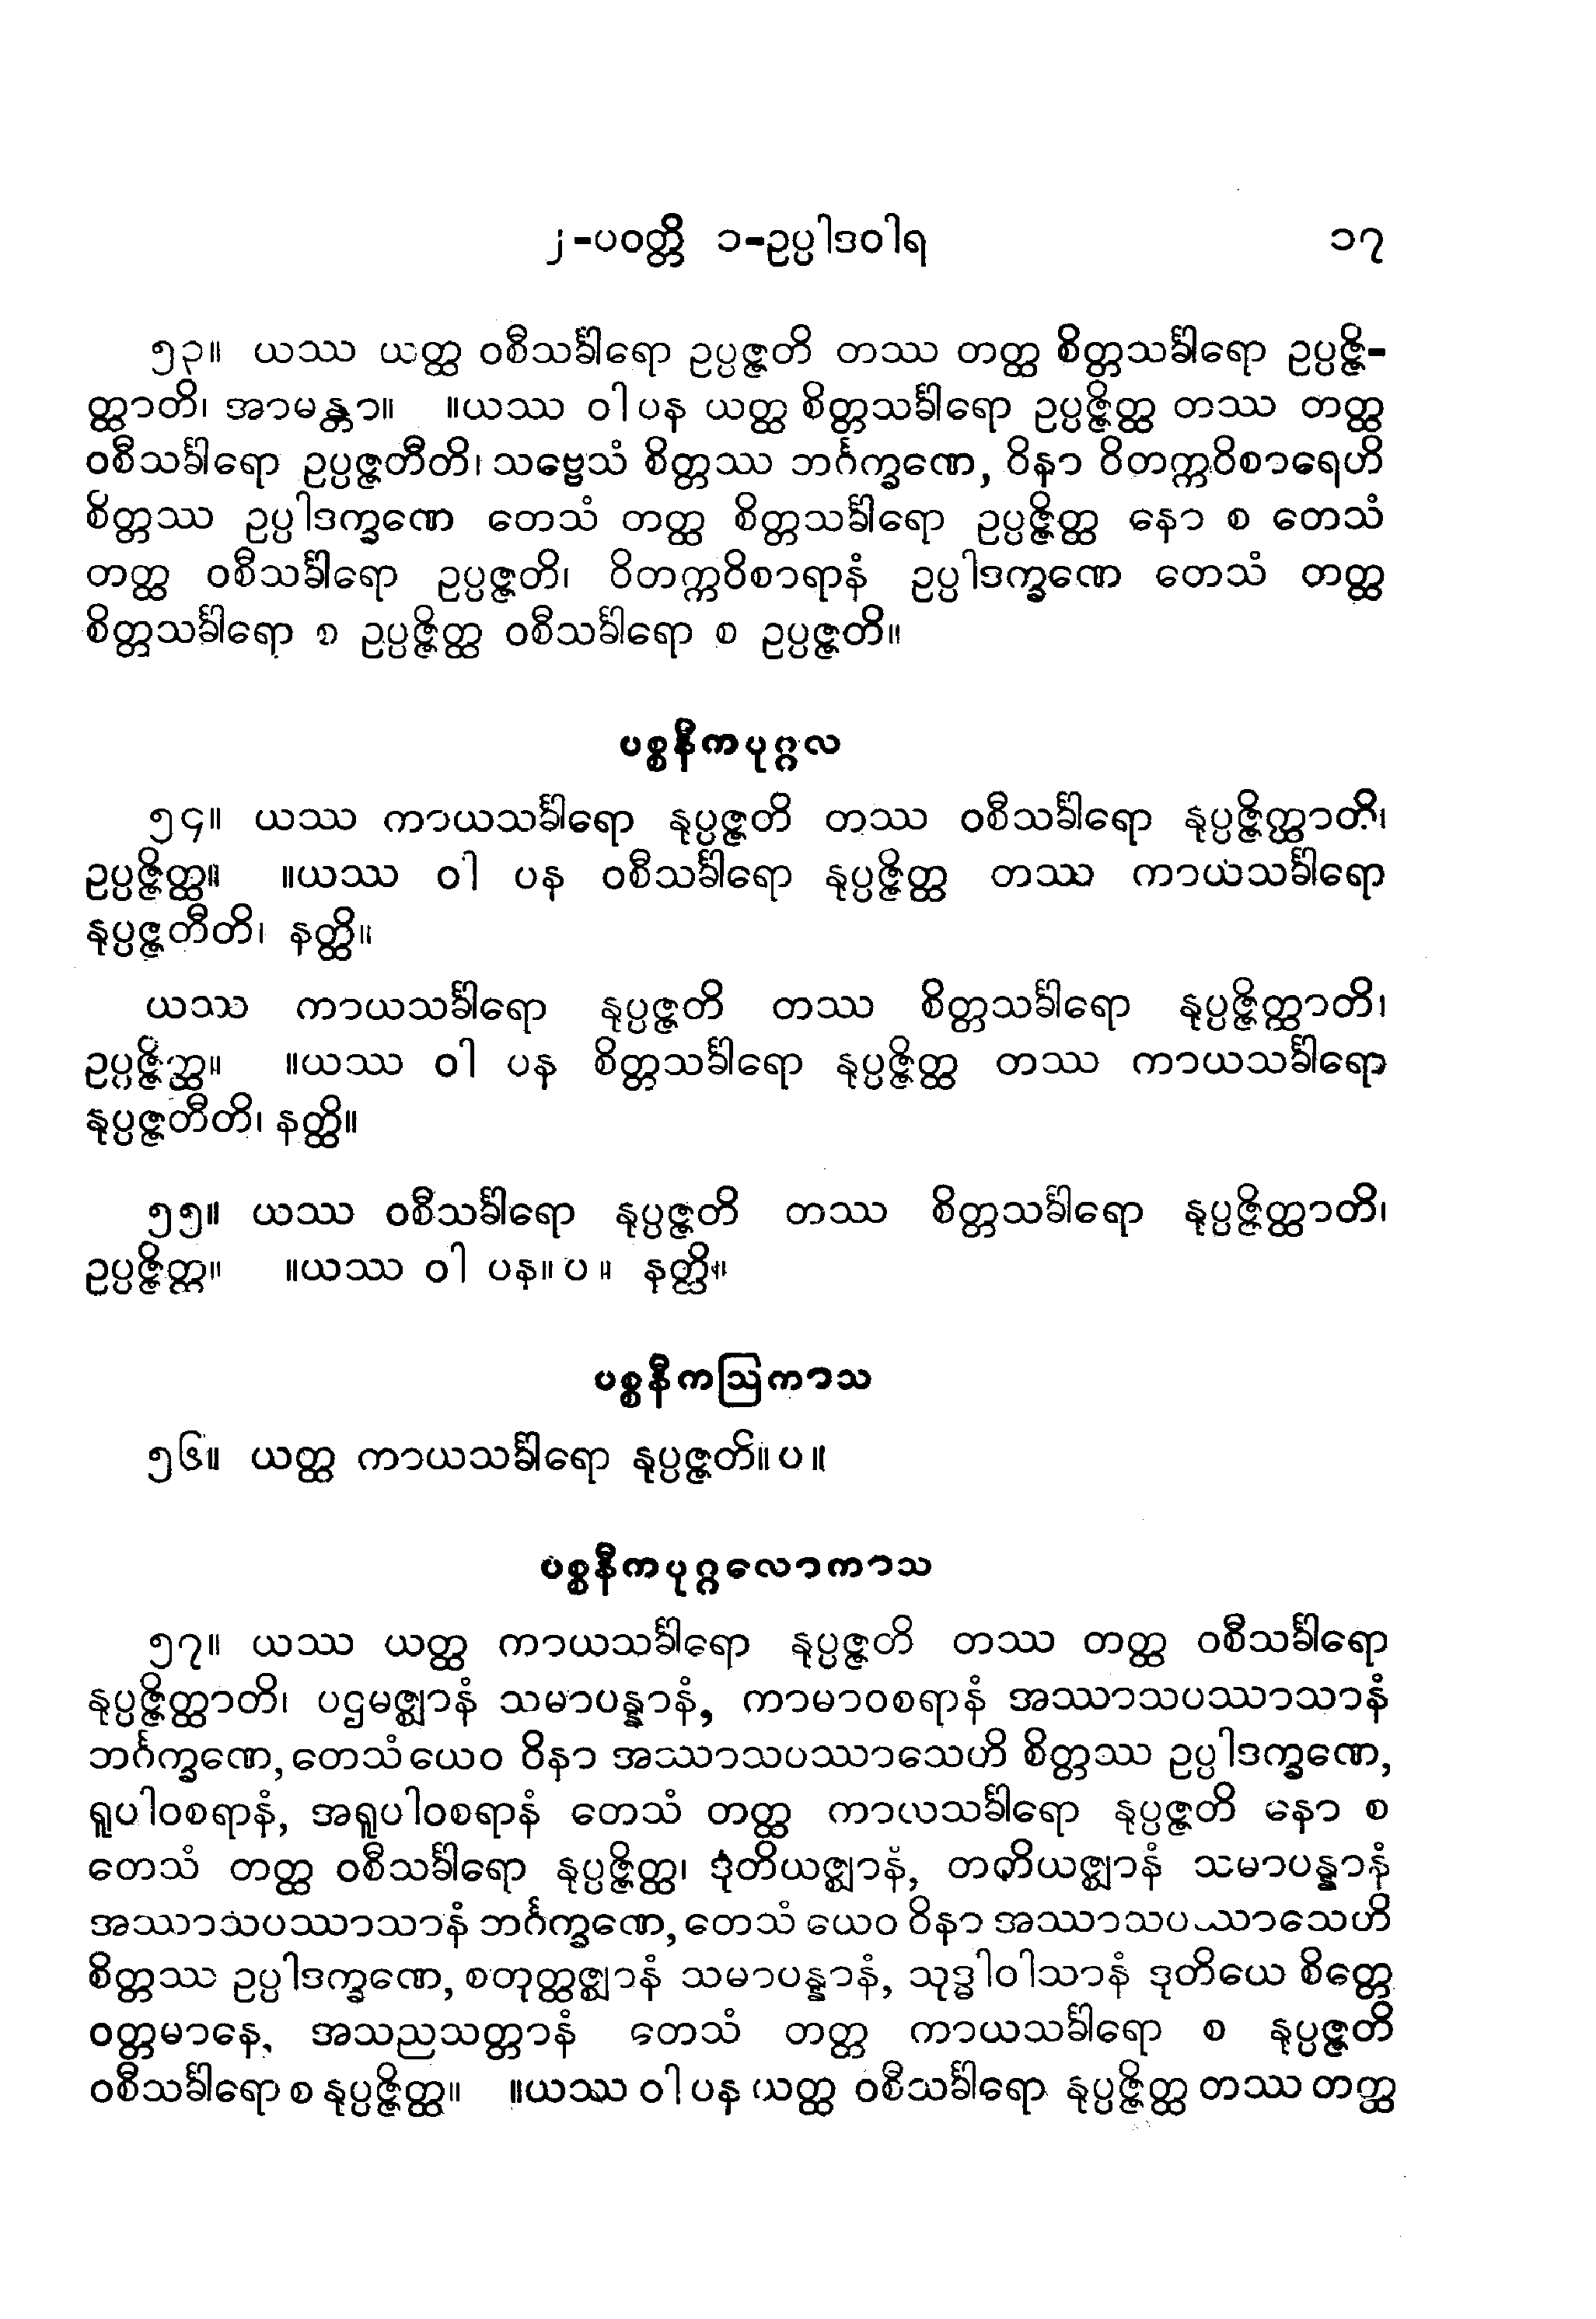 ၂-ပဝတ္တိ ၁-ဥပ္ပါဒဝါရ ၁၇
၅၃။ ယဿ ယတ္ထ ဝစီသင်္ခါရော ဥပ္ပဇ္ဇတိ တဿ တတ္ထ စိတ္တသင်္ခါရော ဥပ္ပဇ္ဇိ-
တ္ထာတိ၊ အာမန္တာ။ ။ယဿ ဝါ ပန ယတ္ထ စိတ္တသင်္ခါရော ဥပ္ပဇ္ဇိတ္ထ တဿ တတ္ထ
ဝစီသင်္ခါရော ဥပ္ပဇ္ဇတီတိ၊ သဗ္ဗေသံ စိတ္တဿ ဘင်္ဂက္ခဏေ, ဝိနာ ဝိတက္ကဝိစာရေဟိ
စိတ္တဿ ဥပ္ပါဒက္ခဏေ တေသံ တတ္ထ စိတ္တသင်္ခါရော ဥပ္ပဇ္ဇိတ္ထ နော စ တေသံ
တတ္ထ ဝစီသင်္ခါရော ဥပ္ပဇ္ဇတိ၊ ဝိတက္ကဝိစာရာနံ ဥပ္ပါဒက္ခဏေ တေသံ တတ္ထ
စိတ္တသင်္ခါရော စ ဥပ္ပဇ္ဇိတ္ထ ဝစီသင်္ခါရော စ ဥပ္ပဇ္ဇတိ။
ပစ္စနီကပုဂ္ဂလ
၅၄။ ယဿ ကာယသင်္ခါရော နုပ္ပဇ္ဇတိ တဿ ဝစီသင်္ခါရော နုပ္ပဇ္ဇိတ္ထာတိ၊
ဥပ္ပဇ္ဇိတ္ထ။ ။ယဿ ဝါ ပန ဝစီသင်္ခါရော နုပ္ပဇ္ဇိတ္ထ တဿ ကာယသင်္ခါရော
နုပ္ပဇ္ဇတီတိ၊ နတ္ထိ။
ယဿ ကာယသင်္ခါရော နုပ္ပဇ္ဇတိ တဿ စိတ္တသင်္ခါရော နုပ္ပဇ္ဇိတ္ထာတိ၊
ဥပ္ပဇ္ဇိတ္ထ။ ။ယဿ ဝါ ပန စိတ္တသင်္ခါရော နုပ္ပဇ္ဇိတ္ထ တဿ ကာယသင်္ခါရော
နုပ္ပဇ္ဇတီတိ၊ နတ္ထိ။
၅၅။ ယဿ ဝစီသင်္ခါရော နုပ္ပဇ္ဇတိ တဿ စိတ္တသင်္ခါရော နုပ္ပဇ္ဇိတ္ထာတိ၊
ဥပ္ပဇ္ဇိတ္ထ။ ။ယဿ ဝါ ပန။ ပ ။ နတ္ထိ။
ပစ္စနီကဩကာသ
၅၆။ ယတ္ထ ကာယသင်္ခါရော နုပ္ပဇ္ဇတိ။ ပ ။
ပစ္စနီကပုဂ္ဂလောကာသ
၅၇။ ယဿ ယတ္ထ ကာယသင်္ခါရော နုပ္ပဇ္ဇတိ တဿ တတ္ထ ဝစီသင်္ခါရော
နုပ္ပဇ္ဇိတ္ထာတိ၊ ပဌမဇ္ဈာနံ သမာပန္နာနံ, ကာမာဝစရာနံ အဿာသပဿာသာနံ
ဘင်္ဂက္ခဏေ, တေသံ ယေဝ ဝိနာ အဿာသပဿာသေဟိ စိတ္တဿ ဥပ္ပါဒက္ခဏေ,
ရူပါဝစရာနံ, အရူပါဝစရာနံ တေသံ တတ္ထ ကာယသင်္ခါရော နုပ္ပဇ္ဇတိ နော စ
တေသံ တတ္ထ ဝစီသင်္ခါရော နုပ္ပဇ္ဇိတ္ထ၊ ဒုတိယဇ္ဈာနံ, တတိယဇ္ဈာနံ သမာပန္နာနံ
အဿာသပဿာသာနံ ဘင်္ဂက္ခဏေ, တေသံ ယေဝ ဝိနာ အဿာသပဿာသေဟိ
စိတ္တဿ ဥပ္ပါဒက္ခဏေ, စတုတ္ထဇ္ဈာနံ သမာပန္နာနံ, သုဒ္ဓါဝါသာနံ ဒုတိယေ စိတ္တေ
ဝတ္တမာနေ, အသညသတ္တာနံ တေသံ တတ္ထ ကာယသင်္ခါရော စ နုပ္ပဇ္ဇတိ
ဝစီသင်္ခါရော စ နုပ္ပဇ္ဇိတ္ထ။ ။ယဿ ဝါ ပန ယတ္ထ ဝစီသင်္ခါရော နုပ္ပဇ္ဇိတ္ထ တဿ တတ္ထ